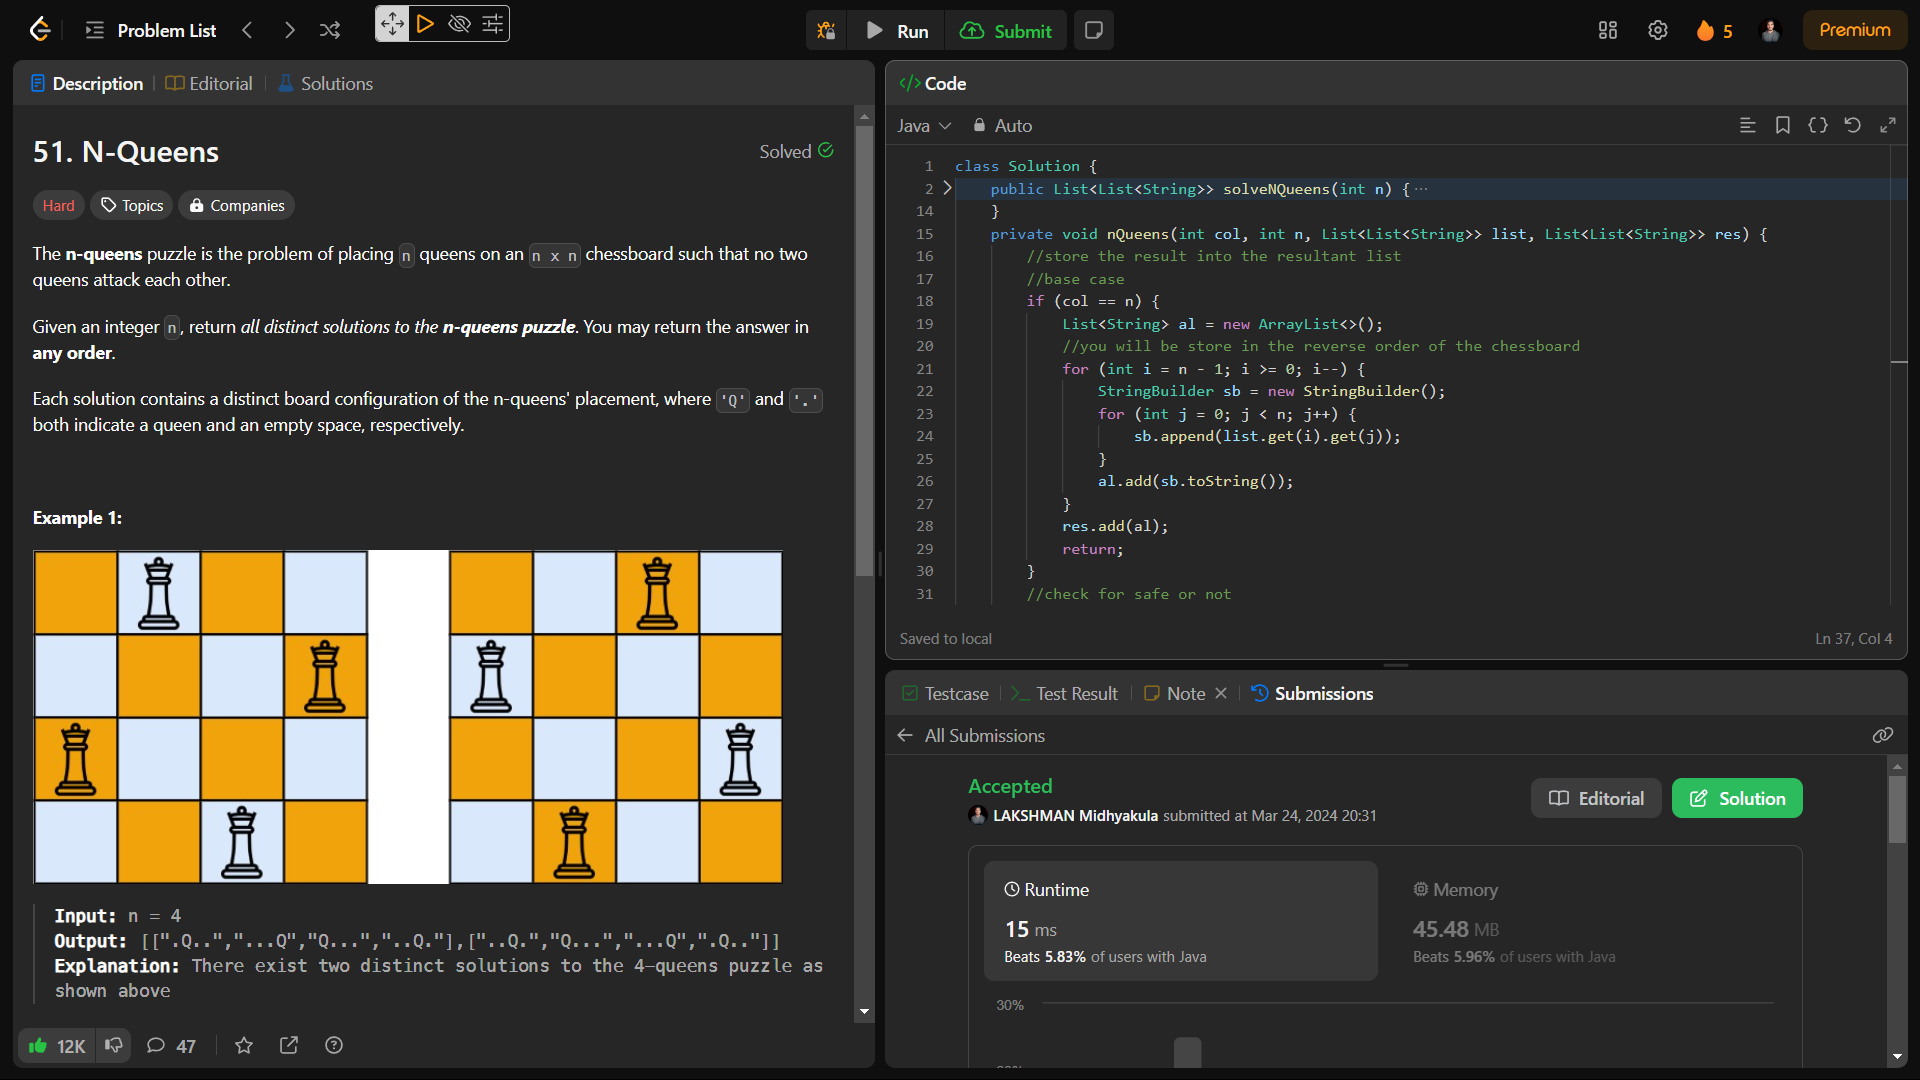 Problem List
Run
Submit
5
Premium
Description
Editorial
Solutions
51. N-Queens
Solved
Hard
Topics
Companies
The n-queens puzzle is the problem of placing n queens on an n x n chessboard such that no two
queens attack each other.
Given an integer n, return all distinct solutions to the n-queens puzzle. You may return the answer in
any order.
Each solution contains a distinct board configuration of the n-queens' placement, where 'Q' and '.'
both indicate a queen and an empty space, respectively.
Example 1:
Input: n = 4
Output: [[".Q..","...Q","Q...","..Q."],["..Q.","Q...","...Q",".Q.."]]
Explanation: There exist two distinct solutions to the 4-queens puzzle as
shown above
12K
47
</> Code
Java
Auto
1 class Solution {
2 public List<List<String>> solveNQueens(int n) {···
14 }
15 private void nQueens(int col, int n, List<List<String>> list, List<List<String>> res) {
16 //store the result into the resultant list
17 //base case
18 if (col == n) {
19 List<String> al = new ArrayList<>();
20 //you will be store in the reverse order of the chessboard
21 for (int i = n - 1; i >= 0; i--) {
22 StringBuilder sb = new StringBuilder();
23 for (int j = 0; j < n; j++) {
24 sb.append(list.get(i).get(j));
25 }
26 al.add(sb.toString());
27 }
28 res.add(al);
29 return;
30 }
31 //check for safe or not
Saved to local
Ln 37, Col 4
Testcase
Test Result
Note
Submissions
All Submissions
Accepted
LAKSHMAN Midhyakula submitted at Mar 24, 2024 20:31
Editorial
Solution
Runtime
15 ms
Beats 5.83% of users with Java
Memory
45.48 MB
Beats 5.96% of users with Java
30%